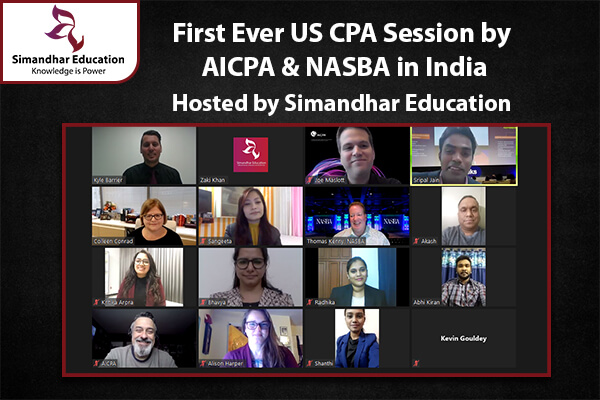 Simandhar Education
Knowledge is Power
First Ever US CPA Session by
AICPA & NASBA in India
Hosted by Simandhar Education
Kyle Barrier
Simandhar Education
Zaki Khan
Joe Maslott
Sripal Jain
Colleen Conrad
Sangeeta
NASBA
NASBA
Thomas Kenny, NASBA
Akash
Kritika Arora
Bhavya
Radhika
Abhi Kiran
AICPA
Alison Harper
Shanthi
Kevin Gouldey